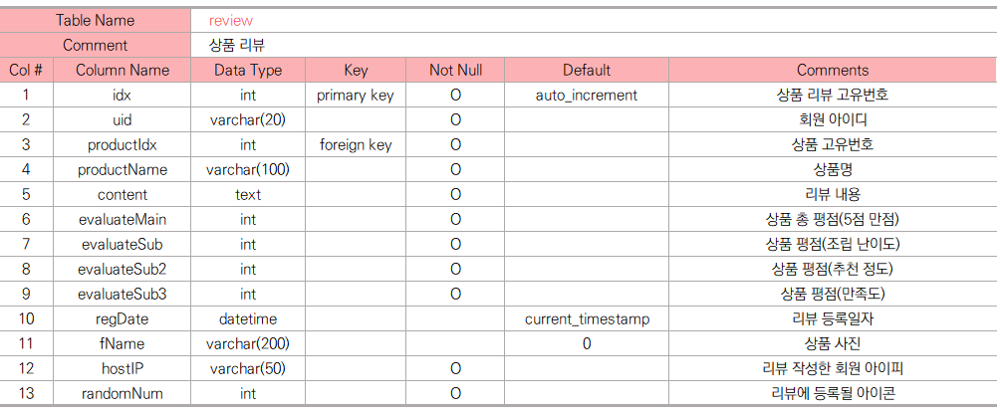 Table Name review
Comment 상품 리뷰
Col # Column Name Data Type Key Not Null Default Comments
1 idx int primary key O auto_increment 상품 리뷰 고유번호
2 uid varchar(20) O 회원 아이디
3 productIdx int foreign key O 상품 고유번호
4 productName varchar(100) O 상품명
5 content text O 리뷰 내용
6 evaluateMain int O 상품 총 평점(5점 만점)
7 evaluateSub int O 상품 평점(조립 난이도)
8 evaluateSub2 int O 상품 평점(추천 정도)
9 evaluateSub3 int O 상품 평점(만족도)
10 regDate datetime current_timestamp 리뷰 등록일자
11 fName varchar(200) 0 상품 사진
12 hostIP varchar(50) O 리뷰 작성한 회원 아이피
13 randomNum int O 리뷰에 등록될 아이콘